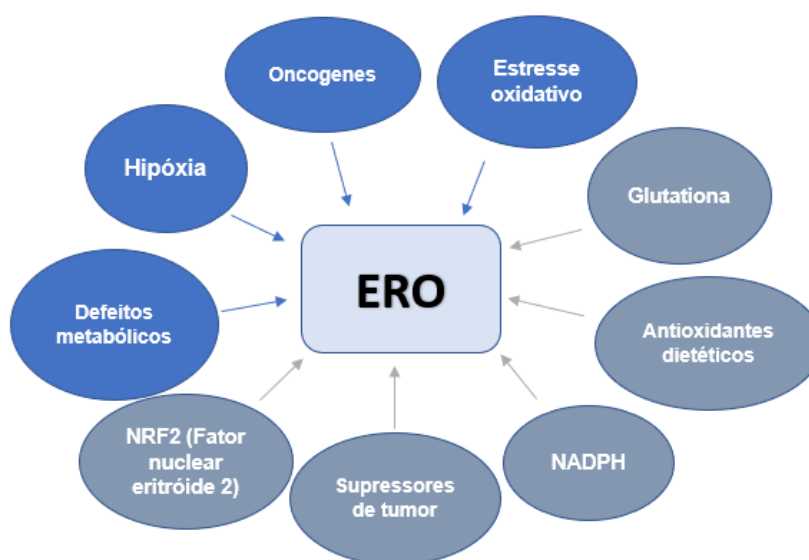 Oncogenes
Estresse
oxidativo
Hipóxia
Glutationa
ERO
Defeitos
metabólicos
Antioxidantes
dietéticos
NRF2 (Fator
nuclear
eritróide 2)
Supressores
de tumor
NADPH